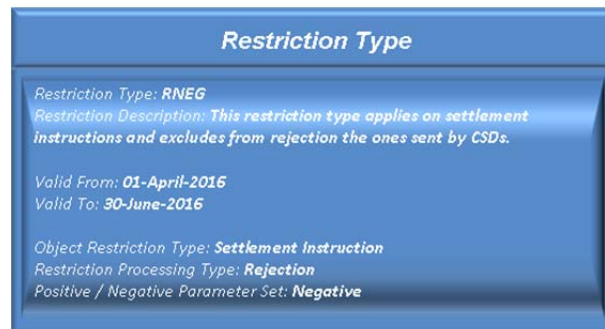 Restriction Type
Restriction Type: RNEG
Restriction Description: This restriction type applies on settlement
instructions and excludes from rejection the ones sent by CSDs.
Valid From: 01-April-2016
Valid To: 30-June-2016
Object Restriction Type: Settlement Instruction
Restriction Processing Type: Rejection
Positive / Negative Parameter Set: Negative